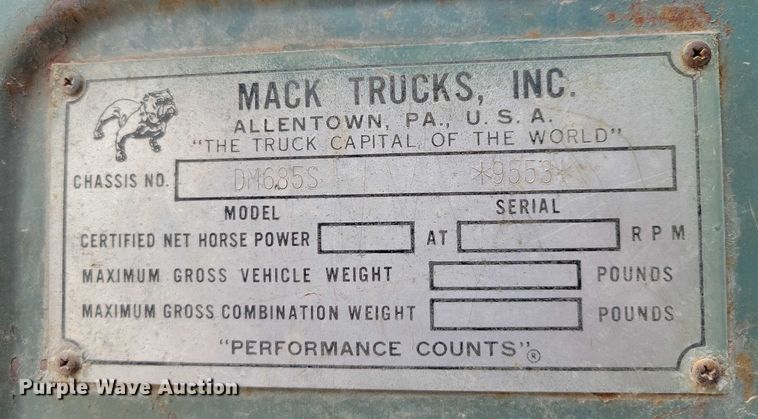 MACK TRUCKS, INC.
ALLENTOWN, PA., U.S.A.
"THE TRUCK CAPITAL OF THE WORLD"
CHASSIS NO. DM685S *9553*
MODEL SERIAL
CERTIFIED NET HORSE POWER AT RPM
MAXIMUM GROSS VEHICLE WEIGHT POUNDS
MAXIMUM GROSS COMBINATION WEIGHT POUNDS
"PERFORMANCE COUNTS"®
Purple Wave Auction